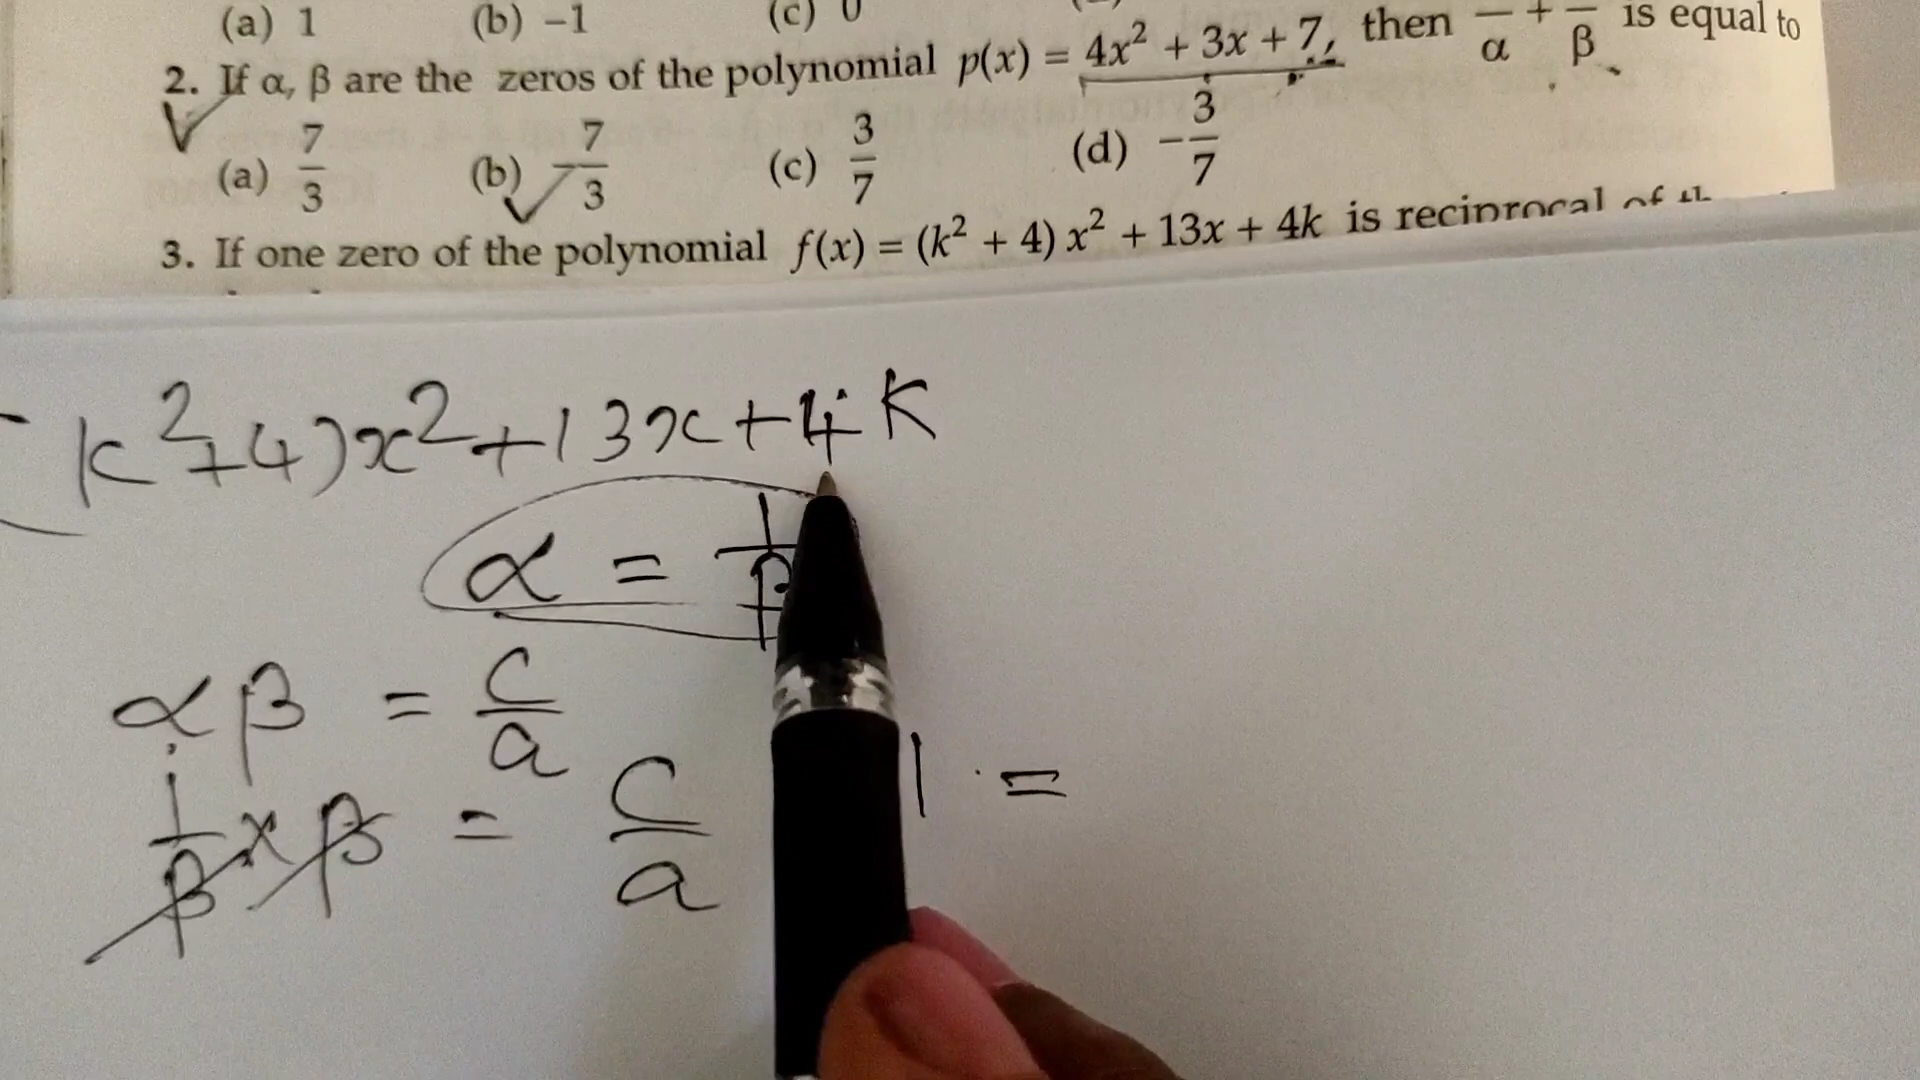 (a) 1 (b) -1 (c) 0
2. If α, β are the zeros of the polynomial p(x) = 4x² + 3x + 7, then /α + /β is equal to
(a) 7/3 (b) -7/3 (c) 3/7 (d) -3/7
3. If one zero of the polynomial f(x) = (k² + 4) x² + 13x + 4k is reciprocal of
k²+4)x²+13x+4k
α = 1/β
αβ = c/a
1/β x β = c/a 1 =